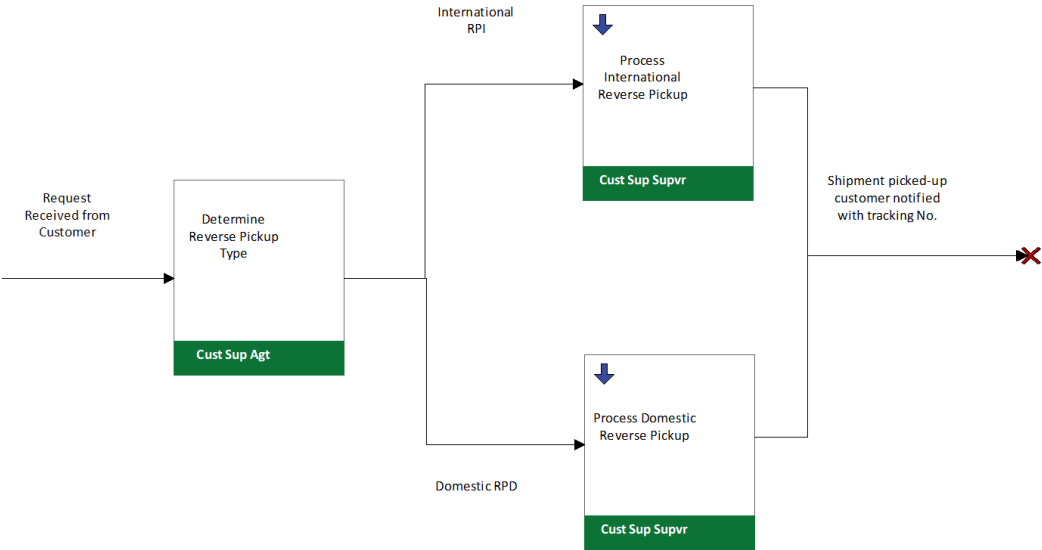 International
RPI
Process
International
Reverse Pickup
Cust Sup Supvr
Request
Received from
Customer
Determine
Reverse Pickup
Type
Cust Sup Agt
Shipment picked-up
customer notified
with tracking No.
Process Domestic
Reverse Pickup
Domestic RPD
Cust Sup Supvr